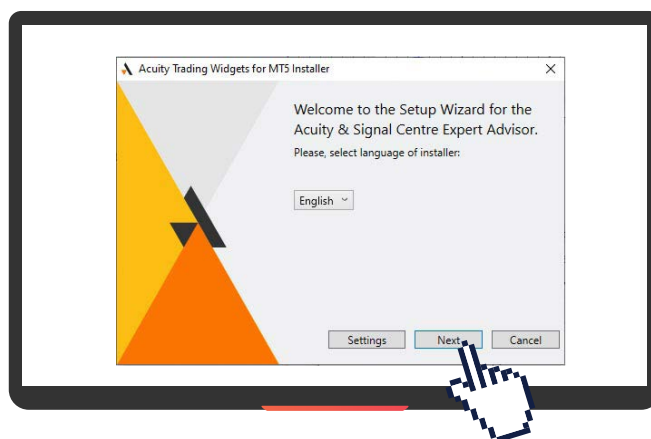 Acuity Trading Widgets for MT5 Installer
Welcome to the Setup Wizard for the
Acuity & Signal Centre Expert Advisor.
Please, select language of installer:
English
Settings Next Cancel